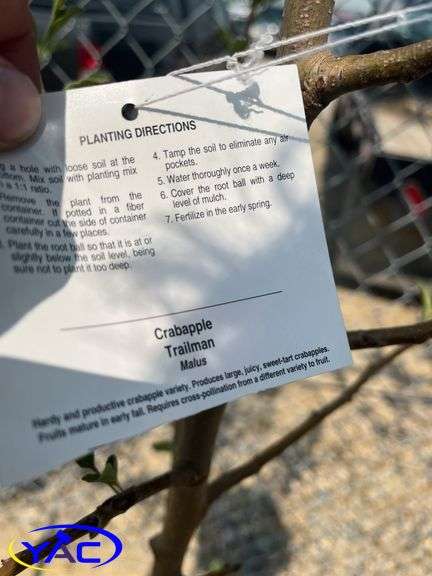 PLANTING DIRECTIONS
a hole with loose soil at the
Mix soil with planting mix
a 1:1 ratio.
Remove the plant from the
container. If potted in a fiber
container cut the side of container
carefully in a few places.
Plant the root ball so that it is at or
slightly below the soil level, being
sure not to plant it too deep.
4. Tamp the soil to eliminate any air
pockets.
5. Water thoroughly once a week.
6. Cover the root ball with a deep
level of mulch.
7. Fertilize in the early spring.
Crabapple
Trailman
Malus
Hardy and productive crabapple variety. Produces large, juicy, sweet-tart crabapples.
Fruits mature in early fall. Requires cross-pollination from a different variety to fruit.
YAC